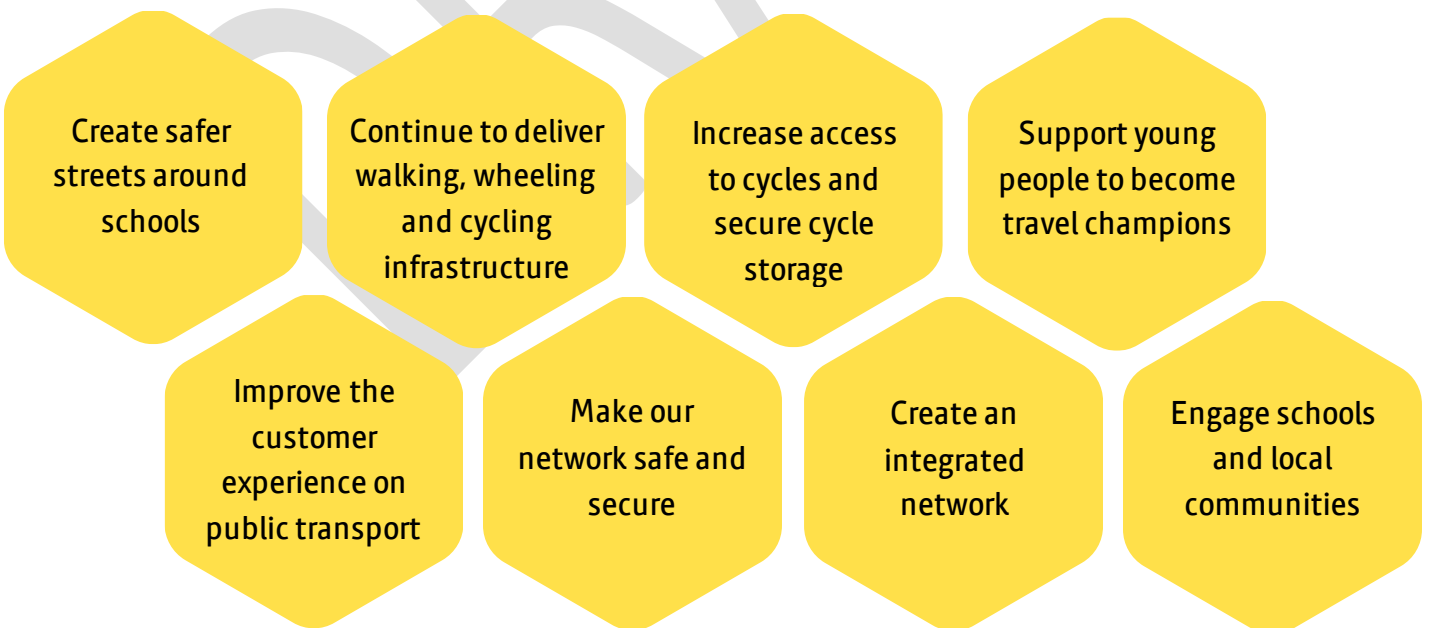 Create safer
streets around
schools
Continue to deliver
walking, wheeling
and cycling
infrastructure
Increase access
to cycles and
secure cycle
storage
Support young
people to become
travel champions
Improve the
customer
experience on
public transport
Make our
network safe and
secure
Create an
integrated
network
Engage schools
and local
communities